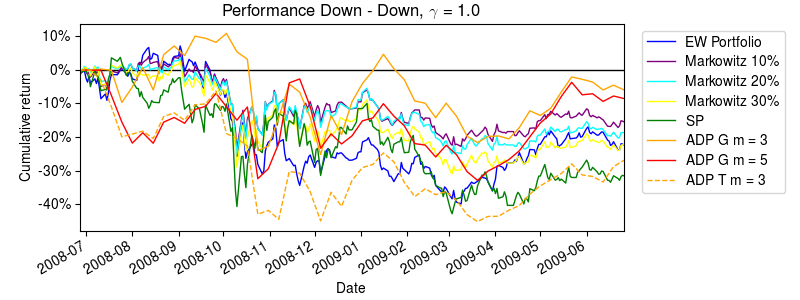 Performance Down - Down, γ = 1.0
Cumulative return
10%
0%
-10%
-20%
-30%
-40%
2008-07
2008-08
2008-09
2008-10
2008-11
2008-12
2009-01
2009-02
2009-03
2009-04
2009-05
2009-06
Date
EW Portfolio
Markowitz 10%
Markowitz 20%
Markowitz 30%
SP
ADP G m = 3
ADP G m = 5
ADP T m = 3